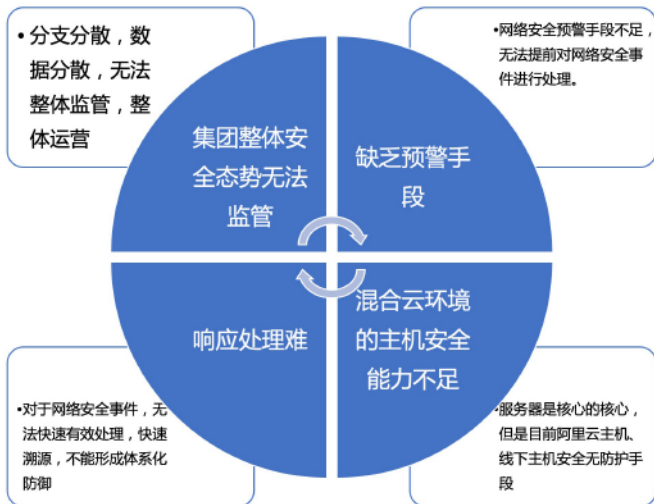 •分支分散，数
据分散，无法
整体监管，整
体运营
•网络安全预警手段不足，
无法提前对网络安全事
件进行处理。
集团整体安
全态势无法
监管
缺乏预警手
段
响应处理难
混合云环境
的主机安全
能力不足
•对于网络安全事件，无
法快速有效处理，快速
溯源，不能形成体系化
防御
•服务器是核心的核心，
但是目前阿里云主机、
线下主机安全无防护手
段